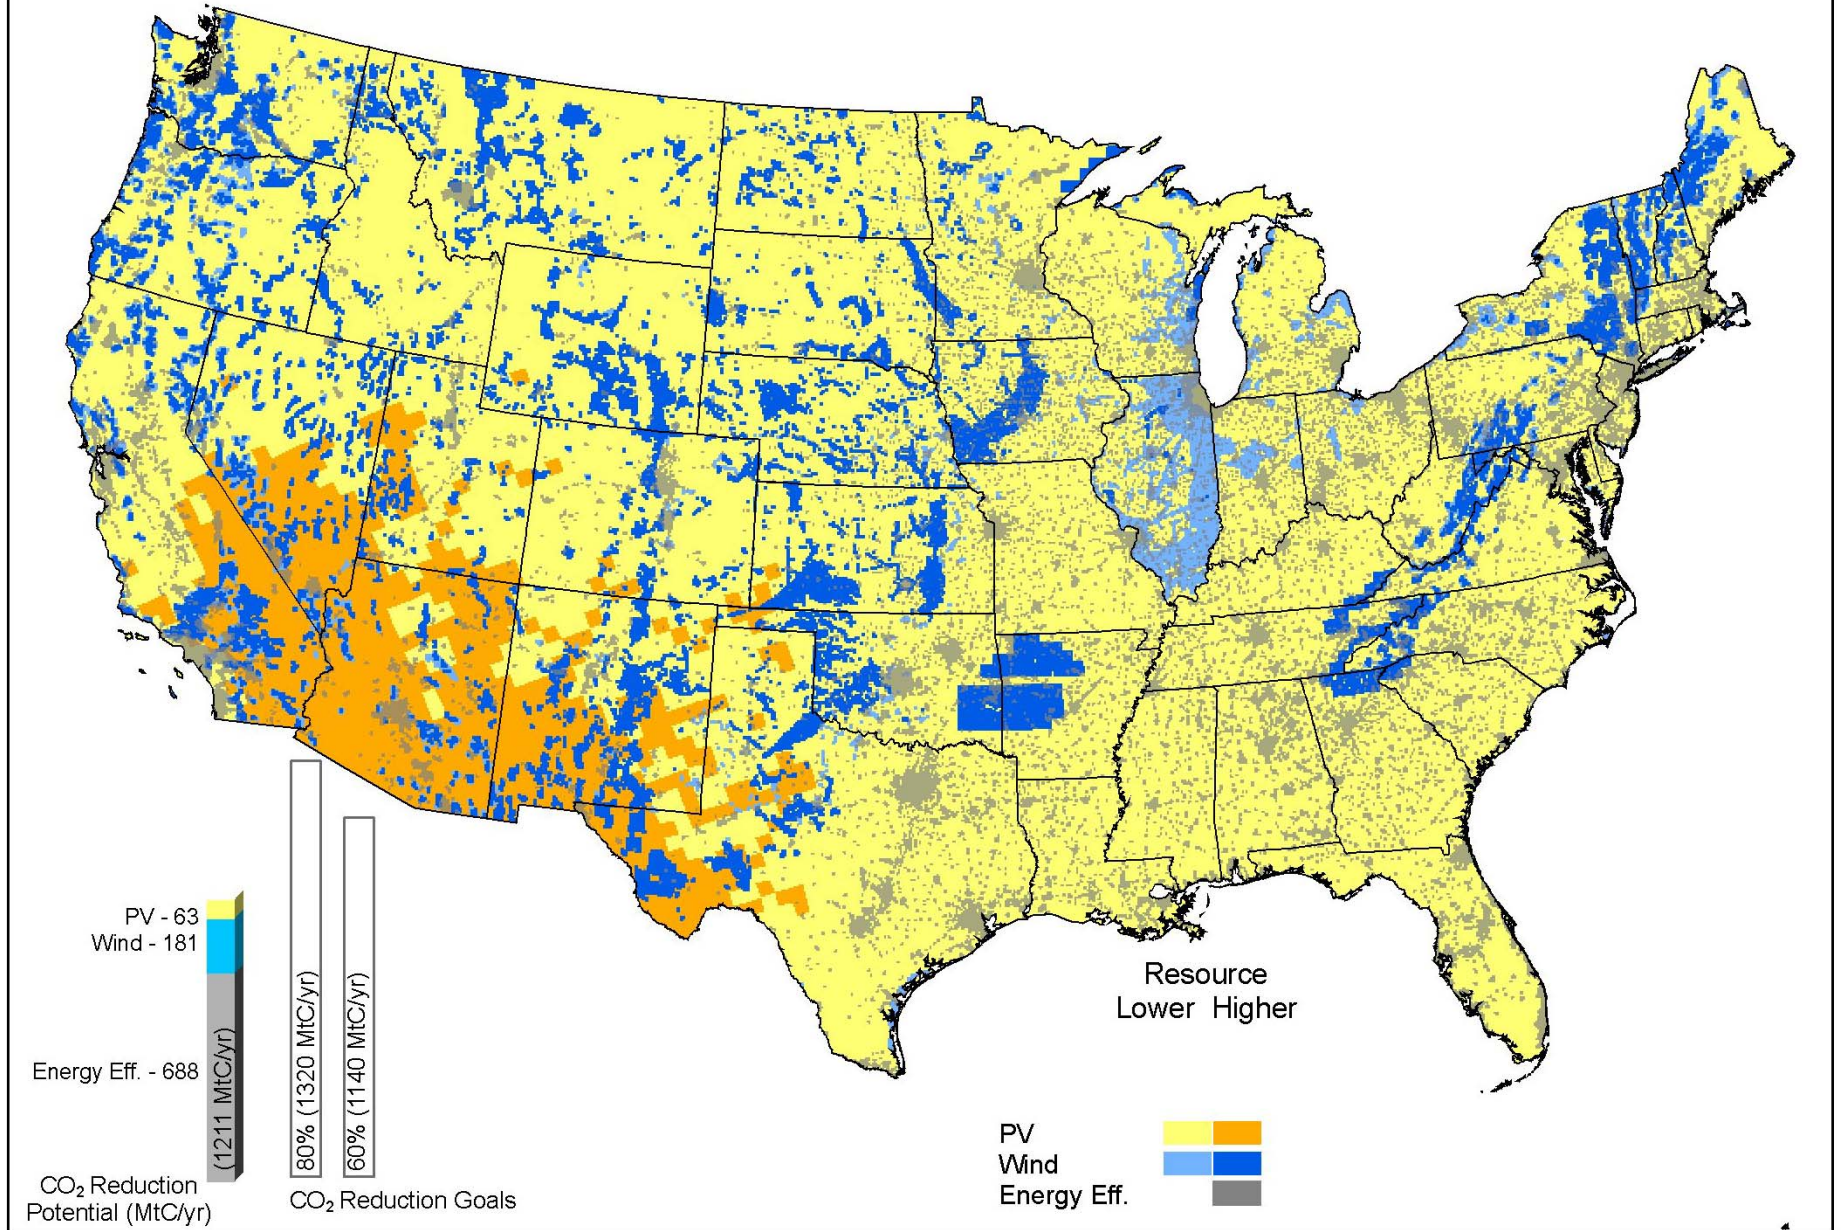 PV - 63
Wind - 181
Energy Eff. - 688
(1211 MtC/yr)
CO₂ Reduction
Potential (MtC/yr)
80% (1320 MtC/yr)
60% (1140 MtC/yr)
CO₂ Reduction Goals
Resource
Lower Higher
PV
Wind
Energy Eff.